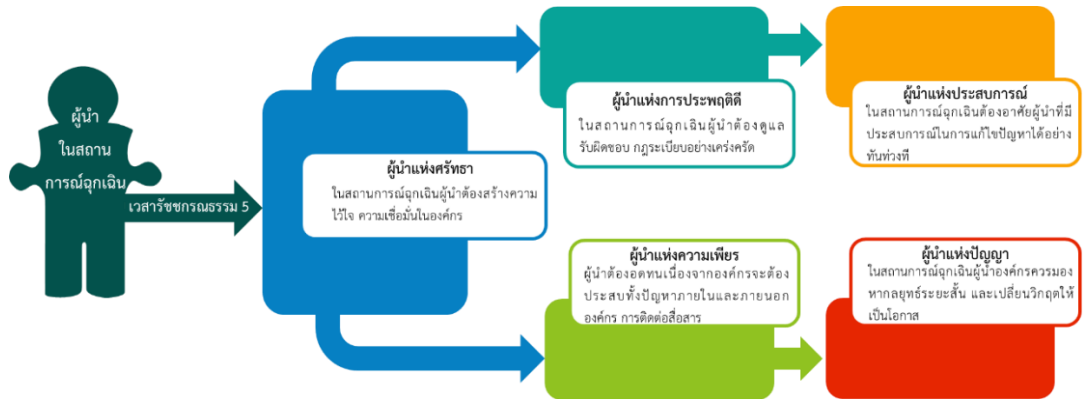 ผู้นำ
ในสถาน
การณ์ฉุกเฉิน
เวสารัชชกรณธรรม 5
ผู้นำแห่งศรัทธา
ในสถานการณ์ฉุกเฉินผู้นำต้องสร้างความ
ไว้ใจ ความเชื่อมั่นในองค์กร
ผู้นำแห่งการประพฤติดี
ในสถานการณ์ฉุกเฉินผู้นำต้องดูแล
รับผิดชอบ กฎระเบียบอย่างเคร่งครัด
ผู้นำแห่งประสบการณ์
ในสถานการณ์ฉุกเฉินต้องอาศัยผู้นำที่มี
ประสบการณ์ในการแก้ไขปัญหาได้อย่าง
ทันท่วงที
ผู้นำแห่งความเพียร
ผู้นำต้องอดทนเนื่องจากองค์กรจะต้อง
ประสบทั้งปัญหาภายในและภายนอก
องค์กร การติดต่อสื่อสาร
ผู้นำแห่งปัญญา
ในสถานการณ์ฉุกเฉินผู้นำองค์กรควรมอง
หากลยุทธ์ระยะสั้น และเปลี่ยนวิกฤตให้
เป็นโอกาส